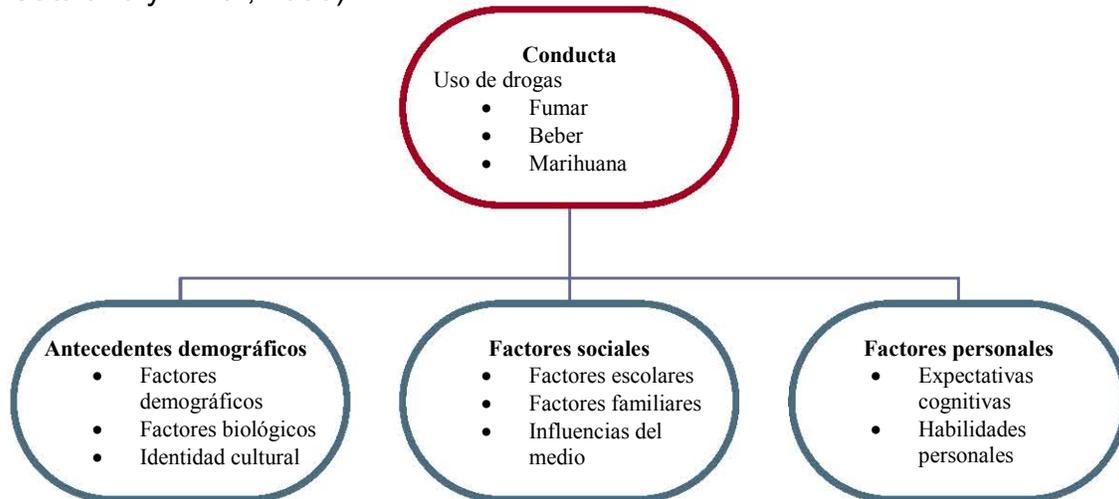 Conducta
Uso de drogas
• Fumar
• Beber
• Marihuana
Antecedentes demográficos
• Factores
demográficos
• Factores biológicos
• Identidad cultural
Factores sociales
• Factores escolares
• Factores familiares
• Influencias del
medio
Factores personales
• Expectativas
cognitivas
• Habilidades
personales